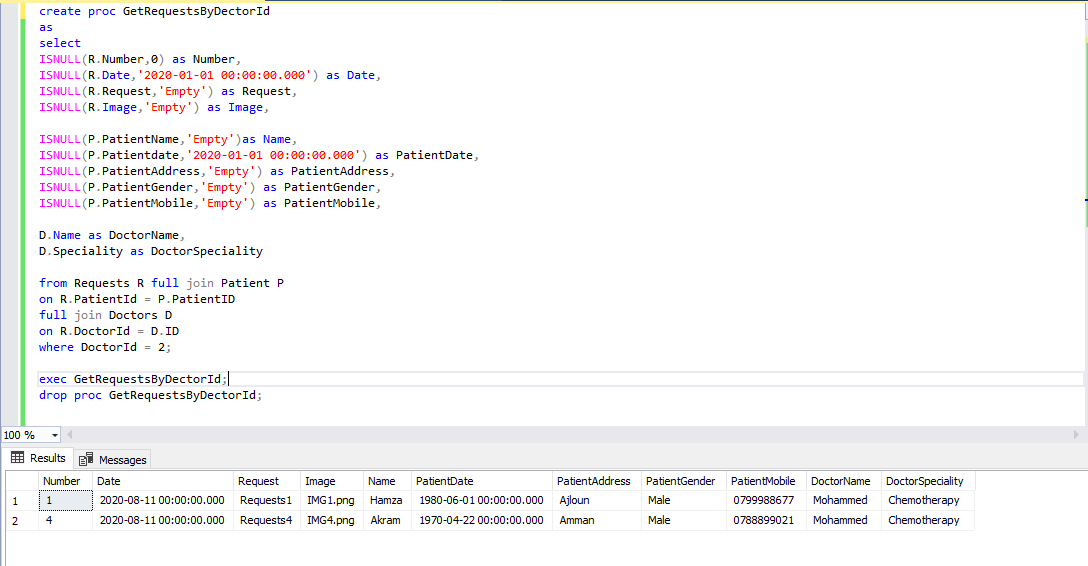 create proc GetRequestsByDectorId
as
select
ISNULL(R.Number,0) as Number,
ISNULL(R.Date,'2020-01-01 00:00:00.000') as Date,
ISNULL(R.Request,'Empty') as Request,
ISNULL(R.Image,'Empty') as Image,
ISNULL(P.PatientName,'Empty')as Name,
ISNULL(P.Patientdate,'2020-01-01 00:00:00.000') as PatientDate,
ISNULL(P.PatientAddress,'Empty') as PatientAddress,
ISNULL(P.PatientGender,'Empty') as PatientGender,
ISNULL(P.PatientMobile,'Empty') as PatientMobile,
D.Name as DoctorName,
D.Speciality as DoctorSpeciality
from Requests R full join Patient P
on R.PatientId = P.PatientID
full join Doctors D
on R.DoctorId = D.ID
where DoctorId = 2;
exec GetRequestsByDectorId;
drop proc GetRequestsByDectorId;
100 %
Results Messages
Number Date Request Image Name PatientDate PatientAddress PatientGender PatientMobile DoctorName DoctorSpeciality
1 1 2020-08-11 00:00:00.000 Requests1 IMG1.png Hamza 1980-06-01 00:00:00.000 Ajloun Male 0799988677 Mohammed Chemotherapy
2 4 2020-08-11 00:00:00.000 Requests4 IMG4.png Akram 1970-04-22 00:00:00.000 Amman Male 0788899021 Mohammed Chemotherapy